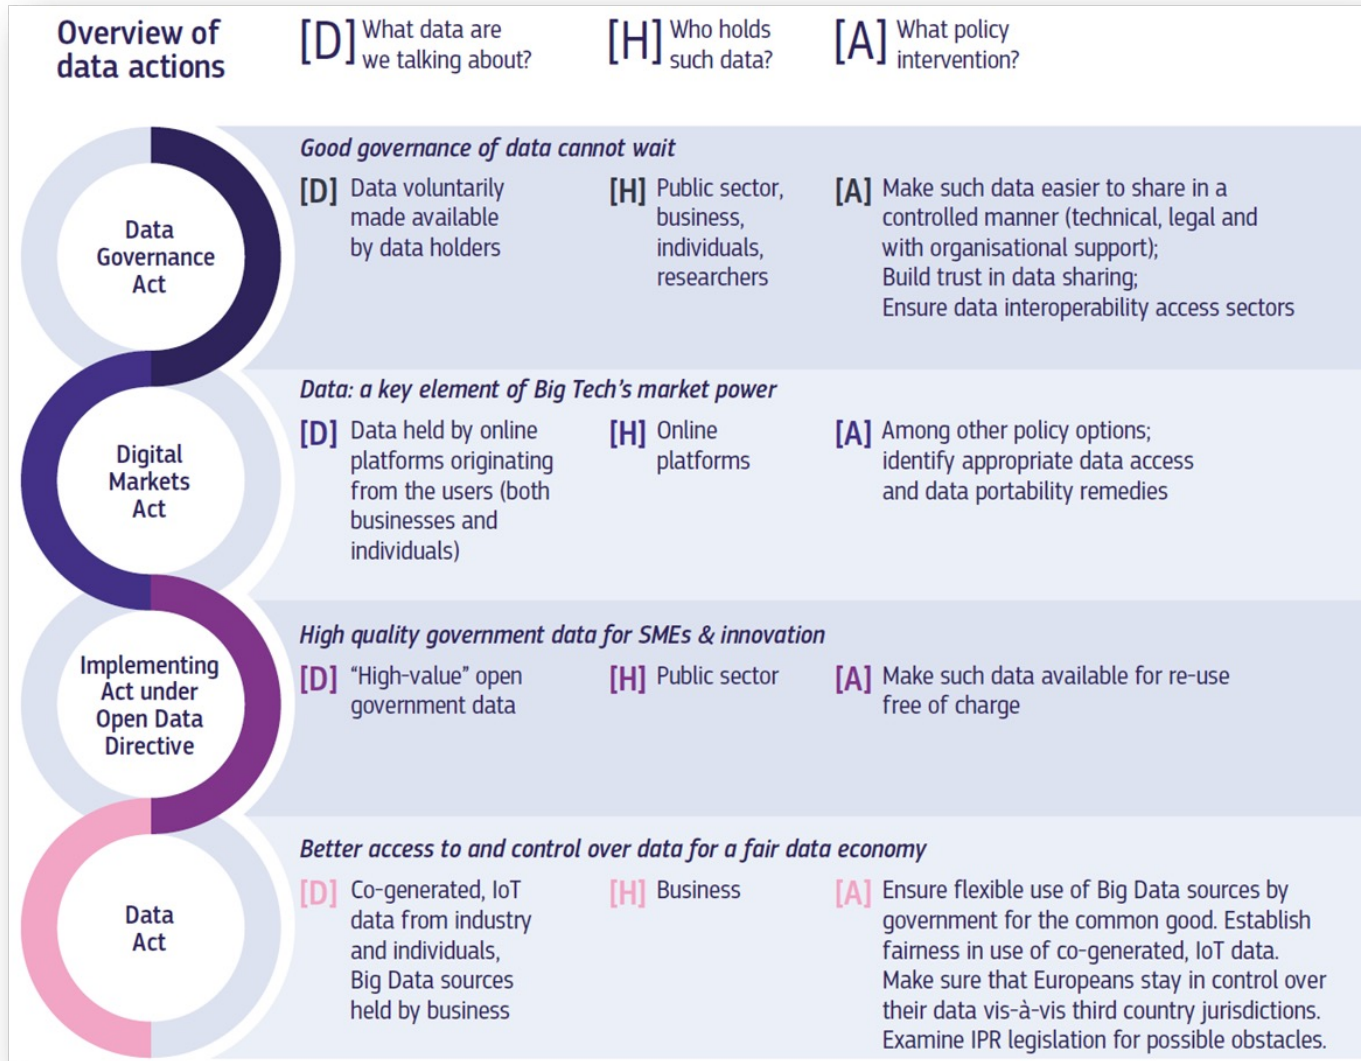 Overview of
data actions
[D] What data are
we talking about?
[H] Who holds
such data?
[A] What policy
intervention?
Data
Governance
Act
Good governance of data cannot wait
[D] Data voluntarily
made available
by data holders
[H] Public sector,
business,
individuals,
researchers
[A] Make such data easier to share in a
controlled manner (technical, legal and
with organisational support);
Build trust in data sharing;
Ensure data interoperability access sectors
Digital
Markets
Act
Data: a key element of Big Tech's market power
[D] Data held by online
platforms originating
from the users (both
businesses and
individuals)
[H] Online
platforms
[A] Among other policy options;
identify appropriate data access
and data portability remedies
Implementing
Act under
Open Data
Directive
High quality government data for SMEs & innovation
[D] “High-value” open
government data
[H] Public sector
[A] Make such data available for re-use
free of charge
Data
Act
Better access to and control over data for a fair data economy
[D] Co-generated, IoT
data from industry
and individuals,
Big Data sources
held by business
[H] Business
[A] Ensure flexible use of Big Data sources by
government for the common good. Establish
fairness in use of co-generated, IoT data.
Make sure that Europeans stay in control over
their data vis-à-vis third country jurisdictions.
Examine IPR legislation for possible obstacles.